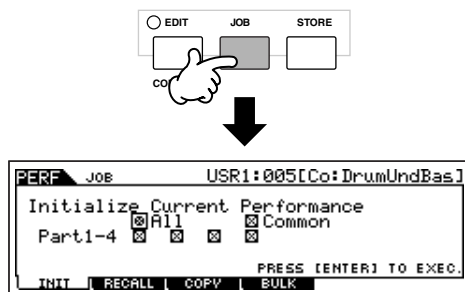 EDIT JOB STORE
CO
PERF JOB USR1:005[Co:DrumUndBas]
Initialize Current Performance
All Common
Part1-4
PRESS [ENTER] TO EXEC.
INIT RECALL COPY BULK